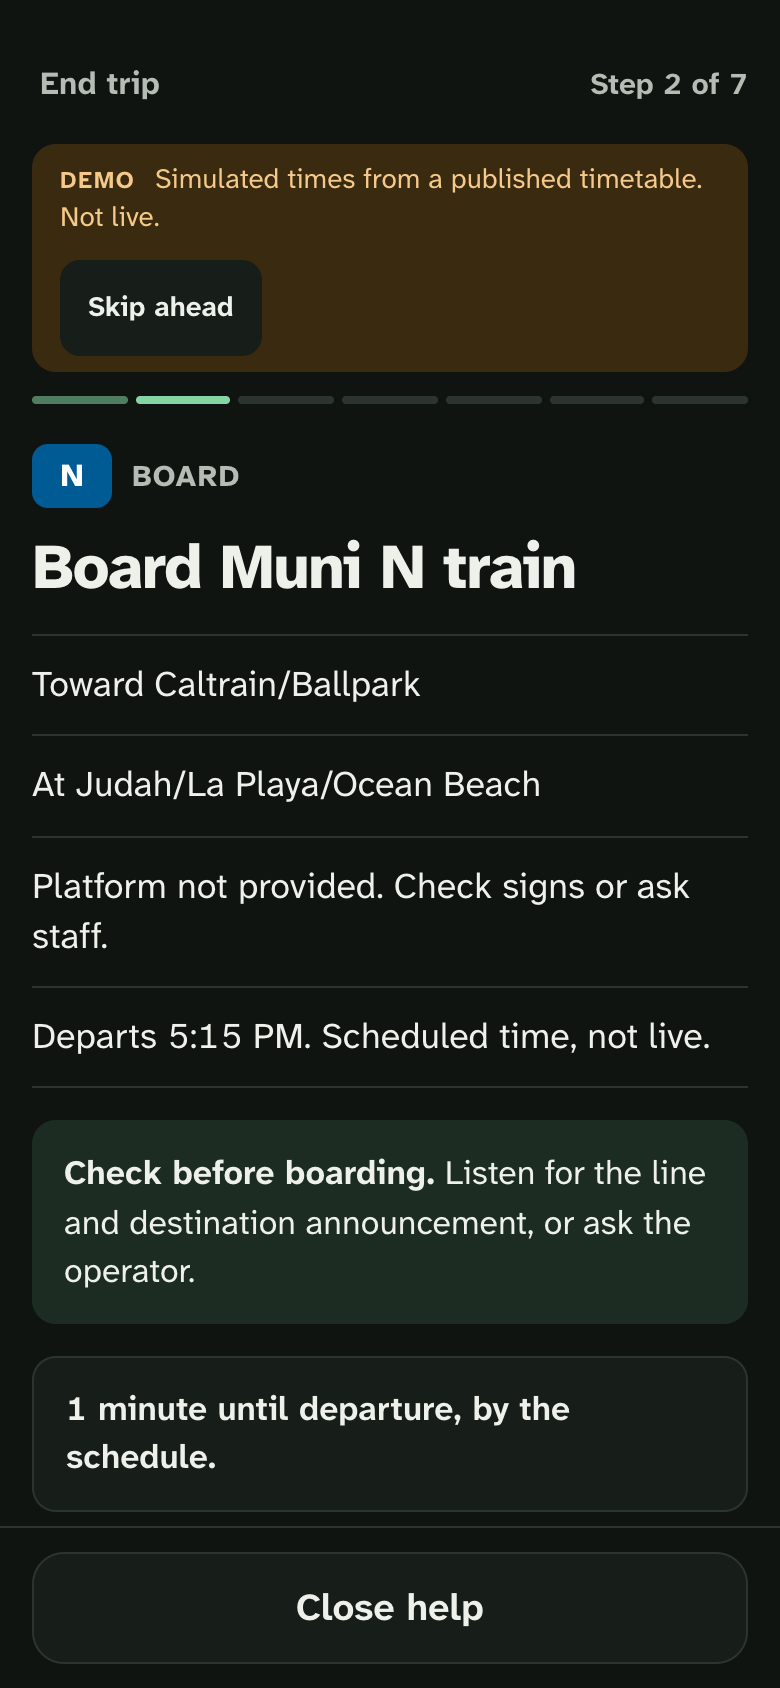 End trip
Step 2 of 7
DEMO Simulated times from a published timetable.
Not live.
Skip ahead
N BOARD
Board Muni N train
Toward Caltrain/Ballpark
At Judah/La Playa/Ocean Beach
Platform not provided. Check signs or ask
staff.
Departs 5:15 PM. Scheduled time, not live.
Check before boarding. Listen for the line
and destination announcement, or ask the
operator.
1 minute until departure, by the
schedule.
Close help